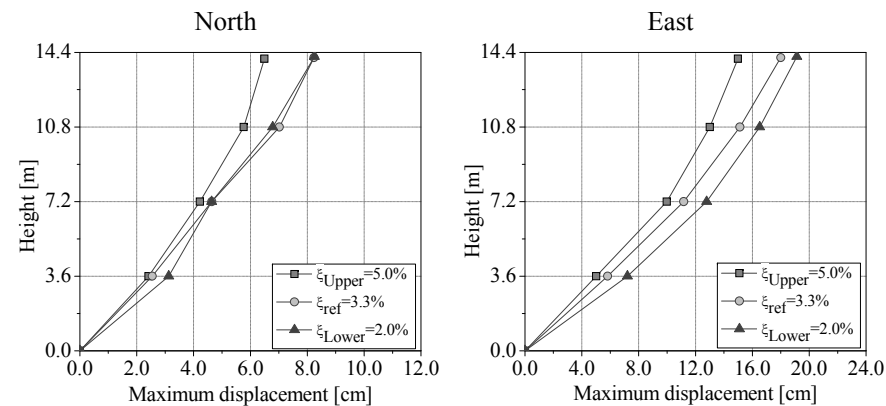 North
14.4
10.8
7.2
3.6
0.0
Height [m]
0.0 2.0 4.0 6.0 8.0 10.0 12.0
Maximum displacement [cm]
ξUpper=5.0%
ξref=3.3%
ξLower=2.0%
East
14.4
10.8
7.2
3.6
0.0
Height [m]
0.0 4.0 8.0 12.0 16.0 20.0 24.0
Maximum displacement [cm]
ξUpper=5.0%
ξref=3.3%
ξLower=2.0%